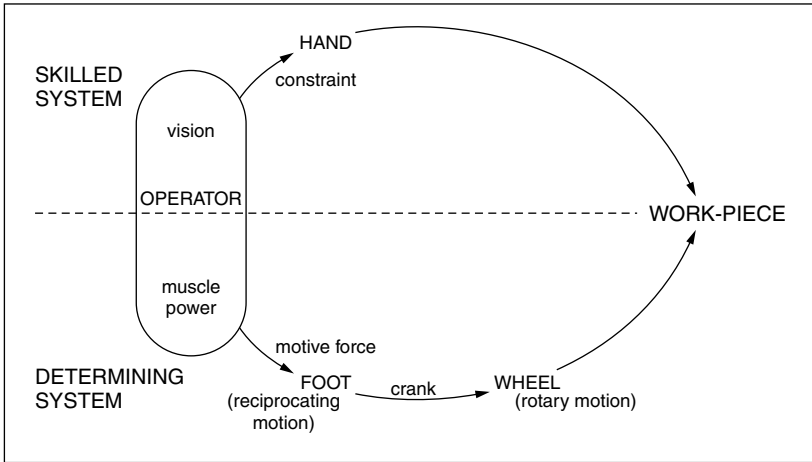 HAND
constraint
SKILLED
SYSTEM
vision
OPERATOR
WORK-PIECE
muscle
power
motive force
DETERMINING
SYSTEM
FOOT
(reciprocating
motion)
crank
WHEEL
(rotary motion)